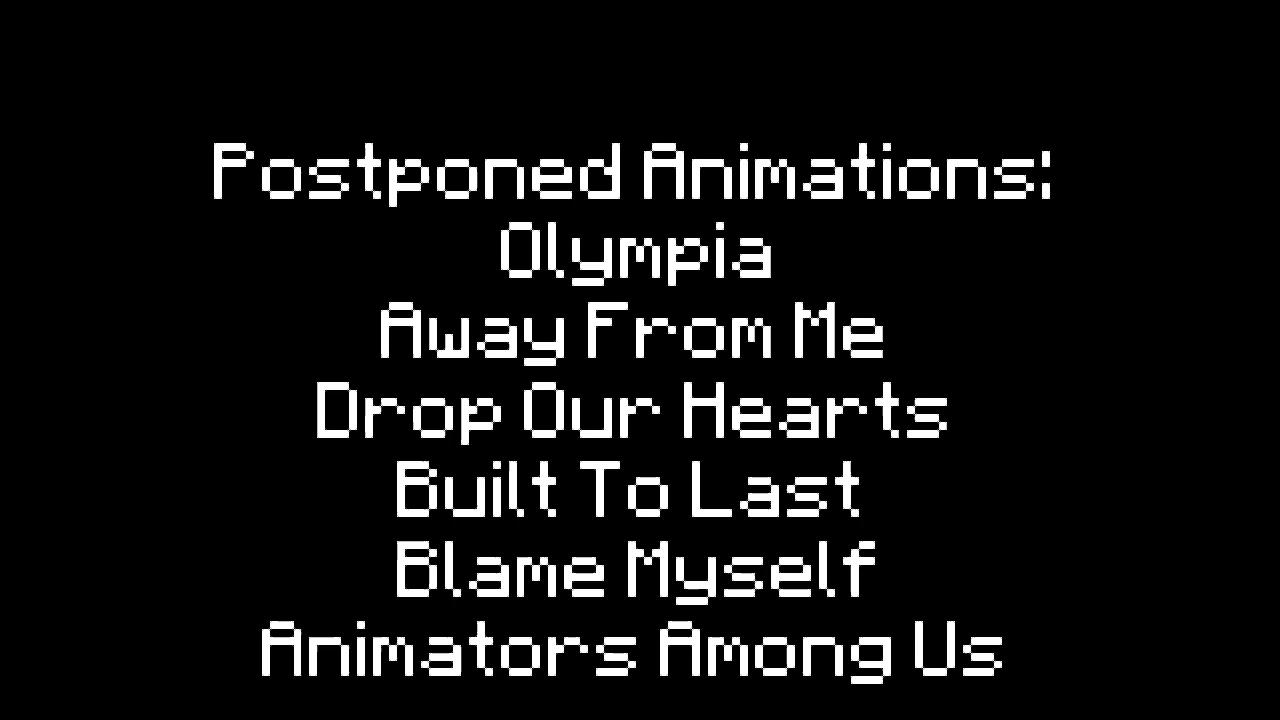 Postponed Animations:
Olympia
Away From Me
Drop Our Hearts
Built To Last
Blame Myself
Animators Among Us